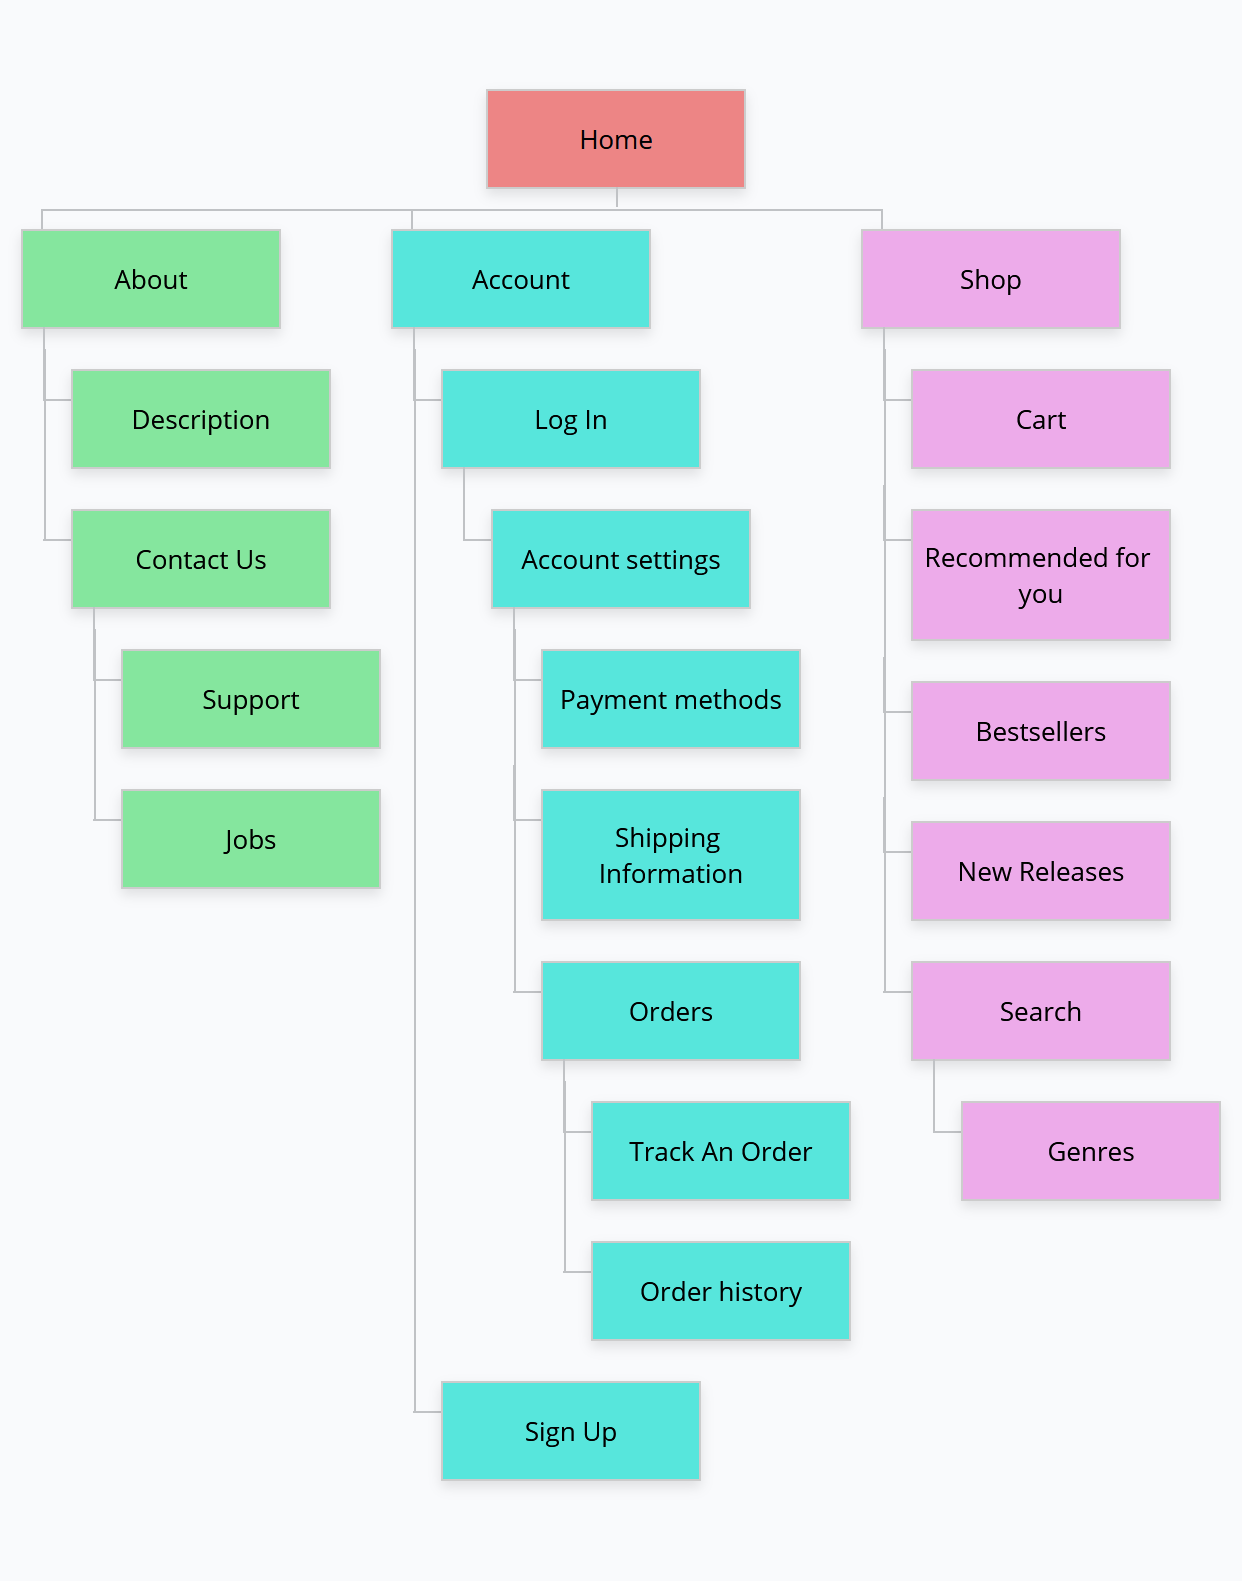 Home
About
Description
Contact Us
Support
Jobs
Account
Log In
Account settings
Payment methods
Shipping
Information
Orders
Track An Order
Order history
Sign Up
Shop
Cart
Recommended for
you
Bestsellers
New Releases
Search
Genres